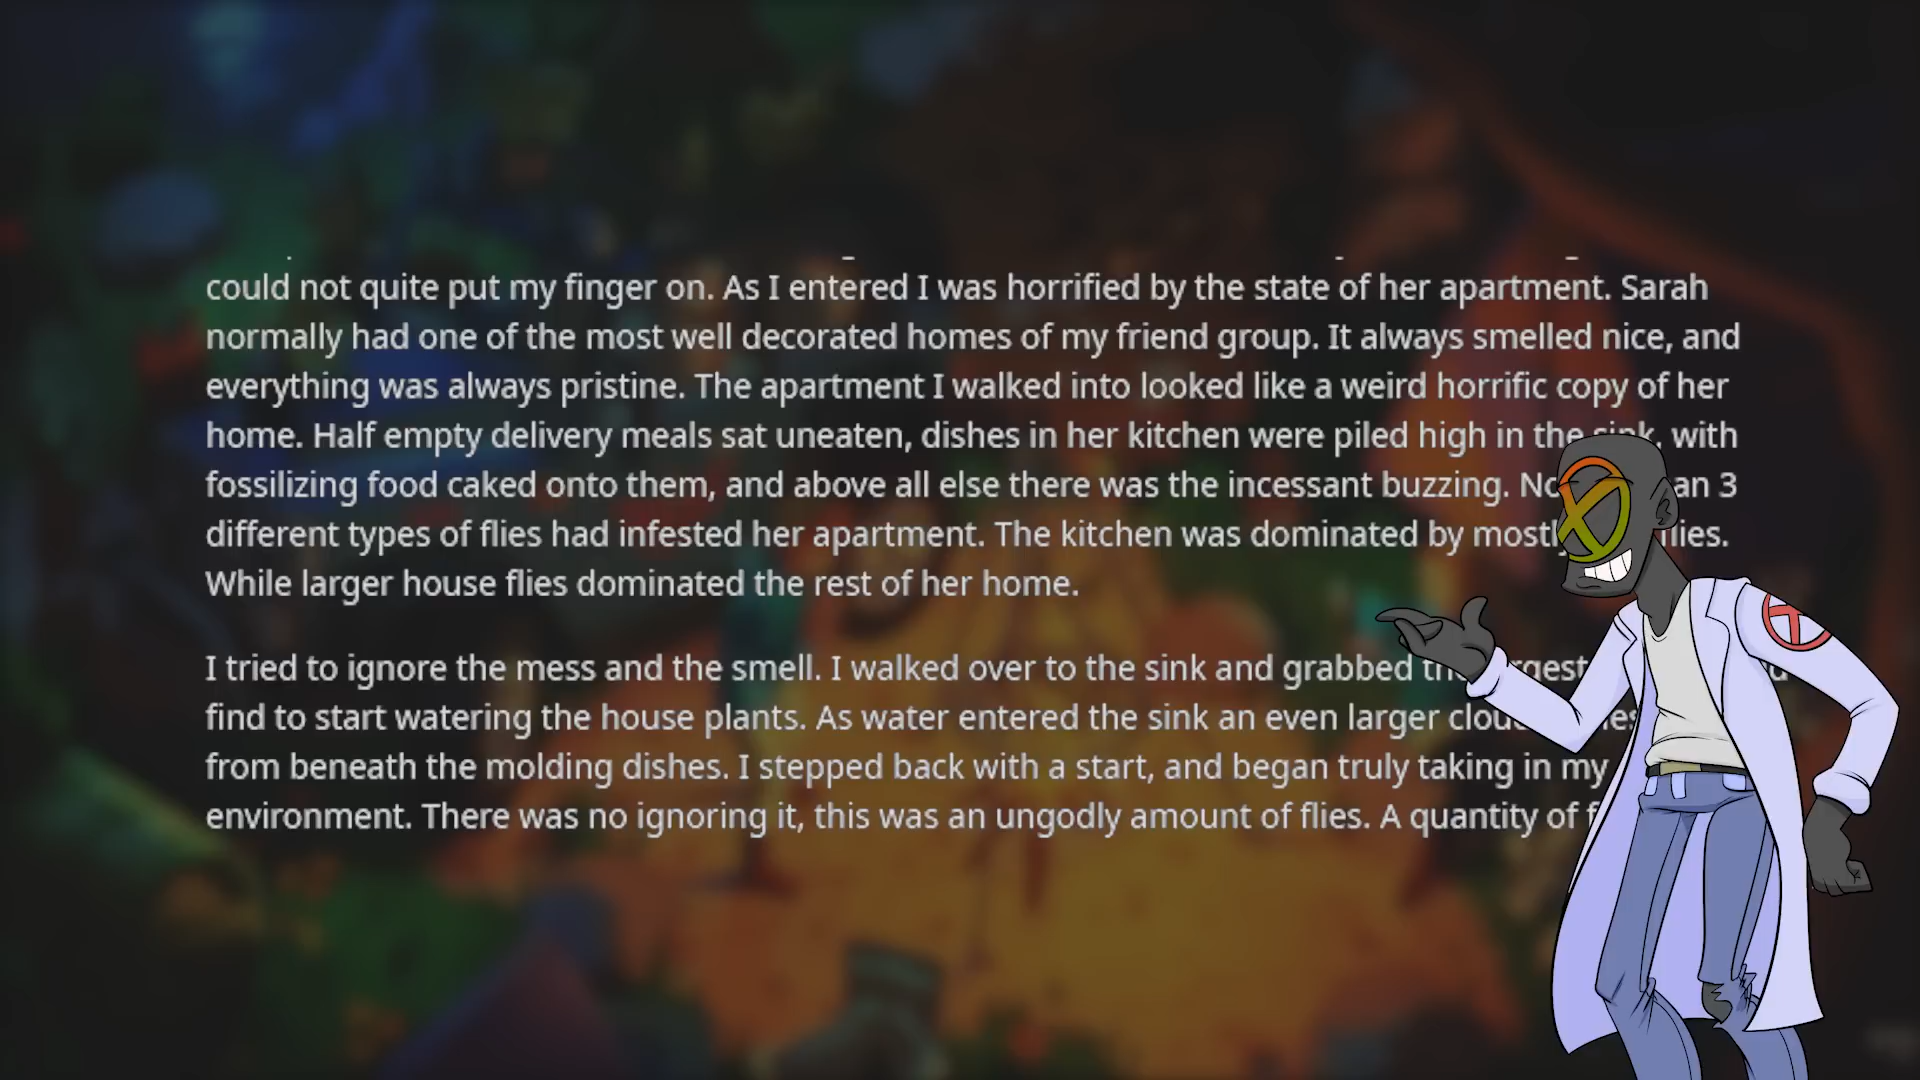 could not quite put my finger on. As I entered I was horrified by the state of her apartment. Sarah
normally had one of the most well decorated homes of my friend group. It always smelled nice, and
everything was always pristine. The apartment I walked into looked like a weird horrific copy of her
home. Half empty delivery meals sat uneaten, dishes in her kitchen were piled high in the sink, with
fossilizing food caked onto them, and above all else there was the incessant buzzing. 3
different types of flies had infested her apartment. The kitchen was dominated by mostly flies.
While larger house flies dominated the rest of her home.
I tried to ignore the mess and the smell. I walked over to the sink and grabbed
find to start watering the house plants. As water entered the sink an even larger
from beneath the molding dishes. I stepped back with a start, and began truly taking in my
environment. There was no ignoring it, this was an ungodly amount of flies. A quantity of